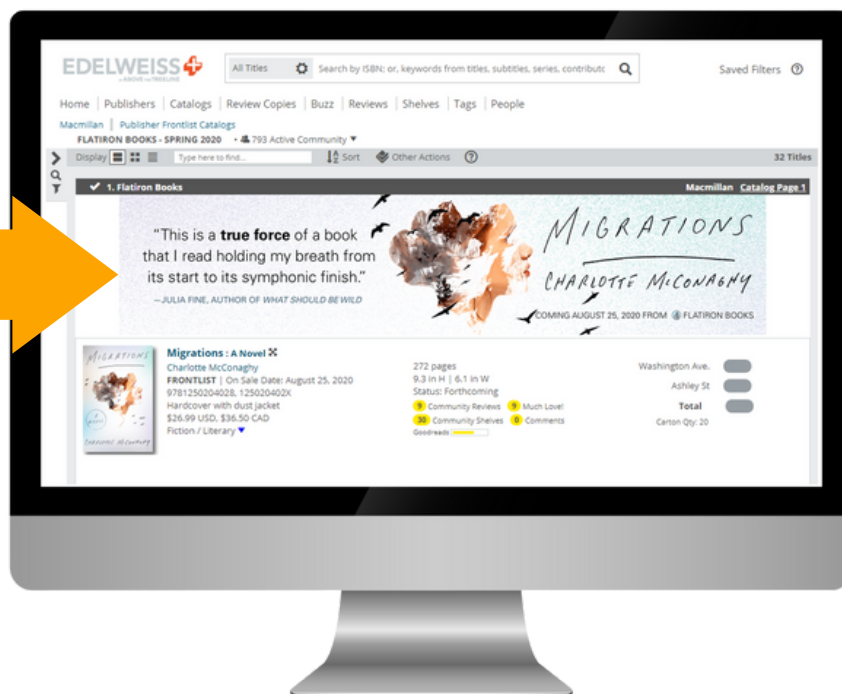 EDELWEISS+
by ABOVE THE TREELINE
All Titles
Search by ISBN; or, keywords from titles, subtitles, series, contributc
Saved Filters
Home | Publishers | Catalogs | Review Copies | Buzz | Reviews | Shelves | Tags | People
Macmillan | Publisher Frontlist Catalogs
FLATIRON BOOKS - SPRING 2020 • 793 Active Community
Display
Type here to find...
Sort
Other Actions
32 Titles
1. Flatiron Books
Macmillan Catalog Page 1
"This is a true force of a book
that I read holding my breath from
its start to its symphonic finish."
—JULIA FINE, AUTHOR OF WHAT SHOULD BE WILD
MIGRATIONS
CHARLOTTE McCONAGHY
COMING AUGUST 25, 2020 FROM FLATIRON BOOKS
MIGRATIONS
CHARLOTTE McCONAGHY
Migrations : A Novel
Charlotte McConaghy
FRONTLIST | On Sale Date: August 25, 2020
9781250204028, 125020402X
Hardcover with dust jacket
$26.99 USD, $36.50 CAD
Fiction / Literary
272 pages
9.3 in H | 6.1 in W
Status: Forthcoming
9 Community Reviews 9 Much Love!
30 Community Shelves 0 Comments
Goodreads
Washington Ave.
Ashley St
Total
Carton Qty: 20